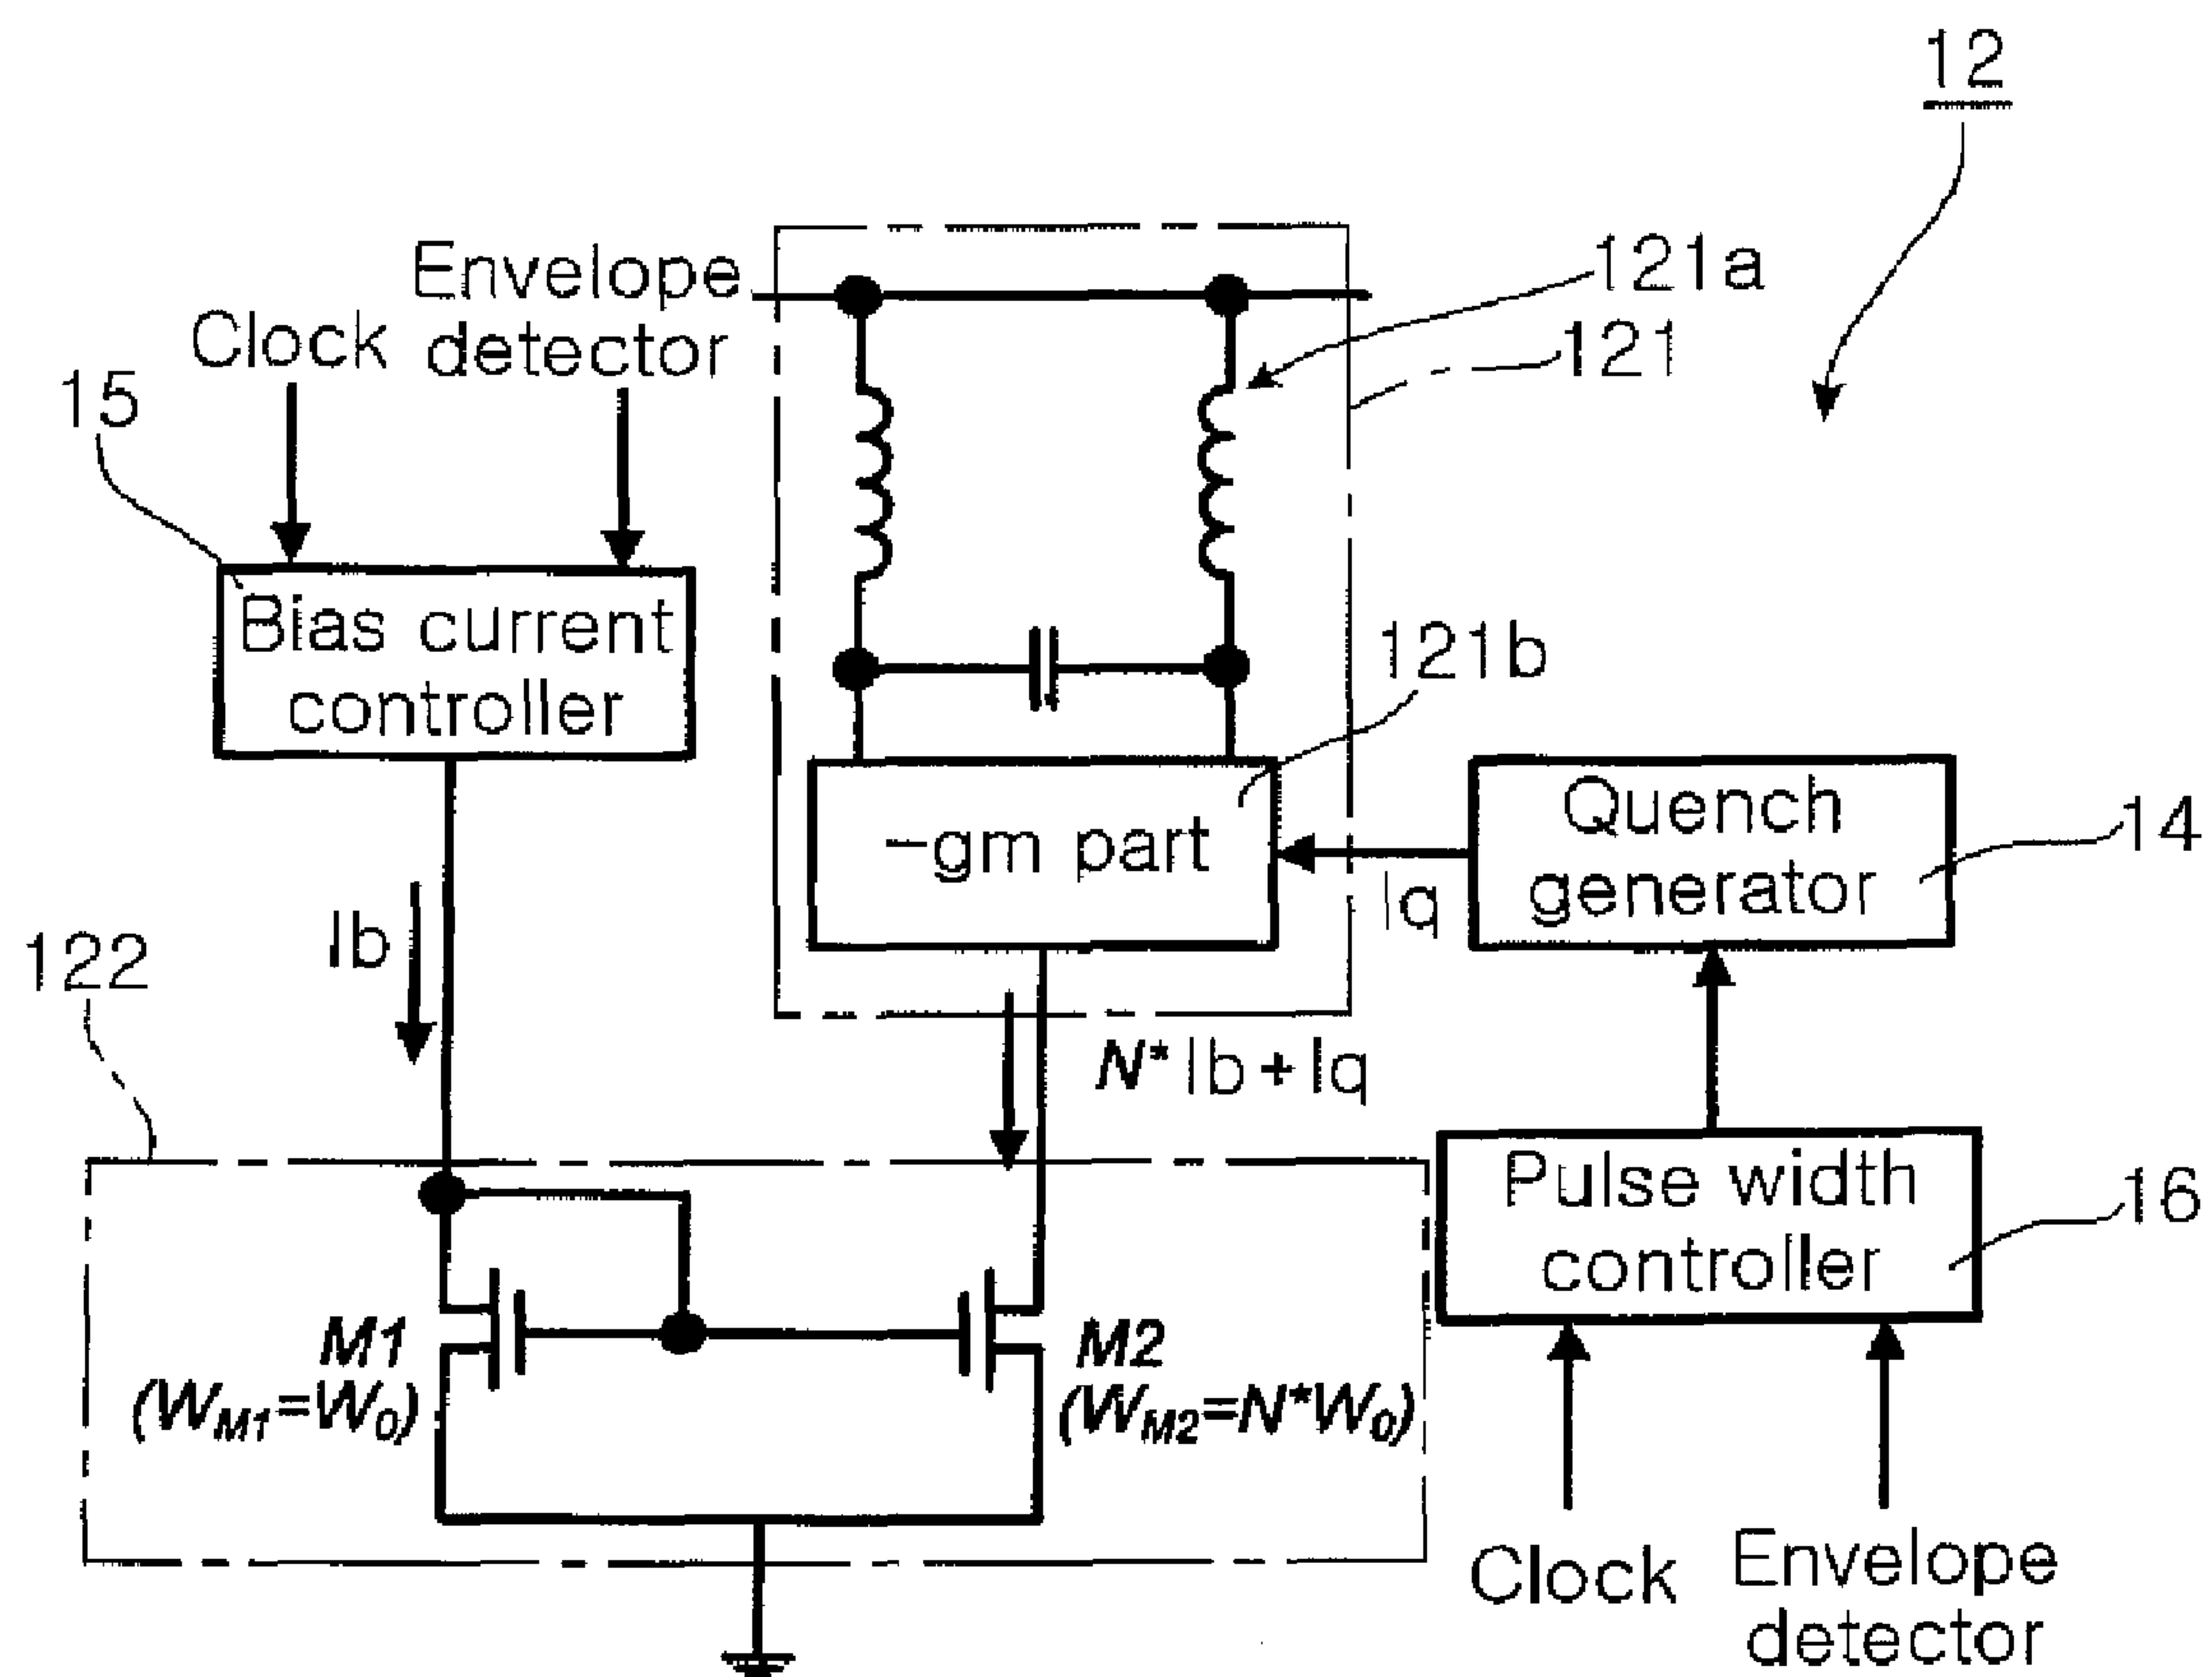 12
Envelope
detector
Clock
121a
121
15
Bias current
controller
121b
-gm part
Quench
generator
14
Iq
Ib
122
N*Ib+Iq
Pulse width
controller
16
M1
(WM1=W0)
M2
(WM2=N*W0)
Clock
Envelope
detector